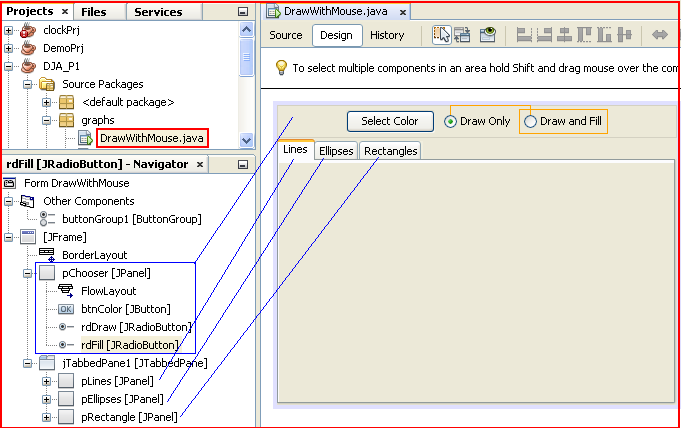 Projects x Files Services
clockPrj
DemoPrj
DJA_P1
Source Packages
<default package>
graphs
DrawWithMouse.java
rdFill [JRadioButton] - Navigator x
Form DrawWithMouse
Other Components
buttonGroup1 [ButtonGroup]
[JFrame]
BorderLayout
pChooser [JPanel]
FlowLayout
OK btnColor [JButton]
rdDraw [JRadioButton]
rdFill [JRadioButton]
jTabbedPane1 [JTabbedPane]
pLines [JPanel]
pEllipses [JPanel]
pRectangle [JPanel]
DrawWithMouse.java x
Source Design History
To select multiple components in an area hold Shift and drag mouse over the com
Select Color Draw Only Draw and Fill
Lines Ellipses Rectangles